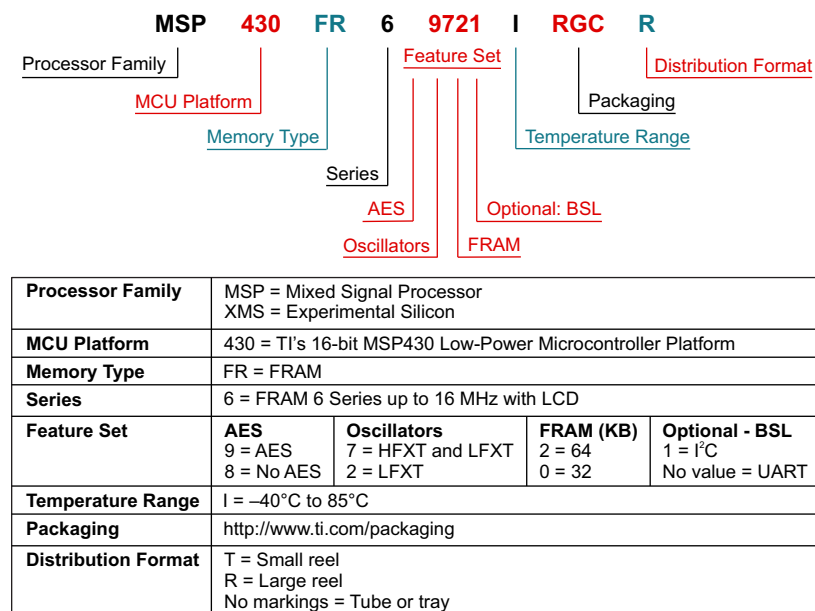 MSP 430 FR 6 9721 I RGC R
Processor Family
Feature Set
Distribution Format
MCU Platform
Packaging
Memory Type
Temperature Range
Series
AES
Optional: BSL
Oscillators
FRAM
Processor Family
MSP = Mixed Signal Processor
XMS = Experimental Silicon
MCU Platform
430 = TI's 16-bit MSP430 Low-Power Microcontroller Platform
Memory Type
FR = FRAM
Series
6 = FRAM 6 Series up to 16 MHz with LCD
Feature Set
AES
9 = AES
8 = No AES
Oscillators
7 = HFXT and LFXT
2 = LFXT
FRAM (KB)
2 = 64
0 = 32
Optional - BSL
1 = I²C
No value = UART
Temperature Range
I = –40°C to 85°C
Packaging
http://www.ti.com/packaging
Distribution Format
T = Small reel
R = Large reel
No markings = Tube or tray